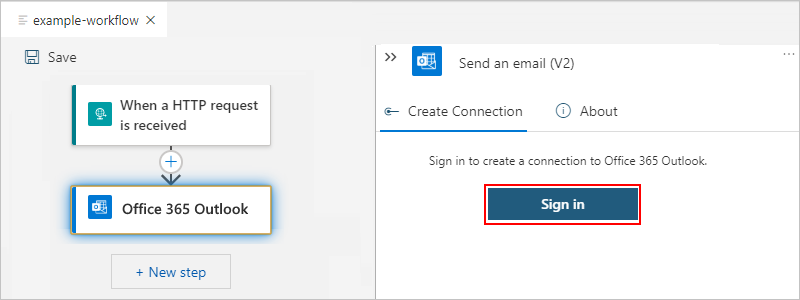 example-workflow
Save
When a HTTP request
is received
Office 365 Outlook
+ New step
Send an email (V2)
Create Connection
About
Sign in to create a connection to Office 365 Outlook.
Sign in